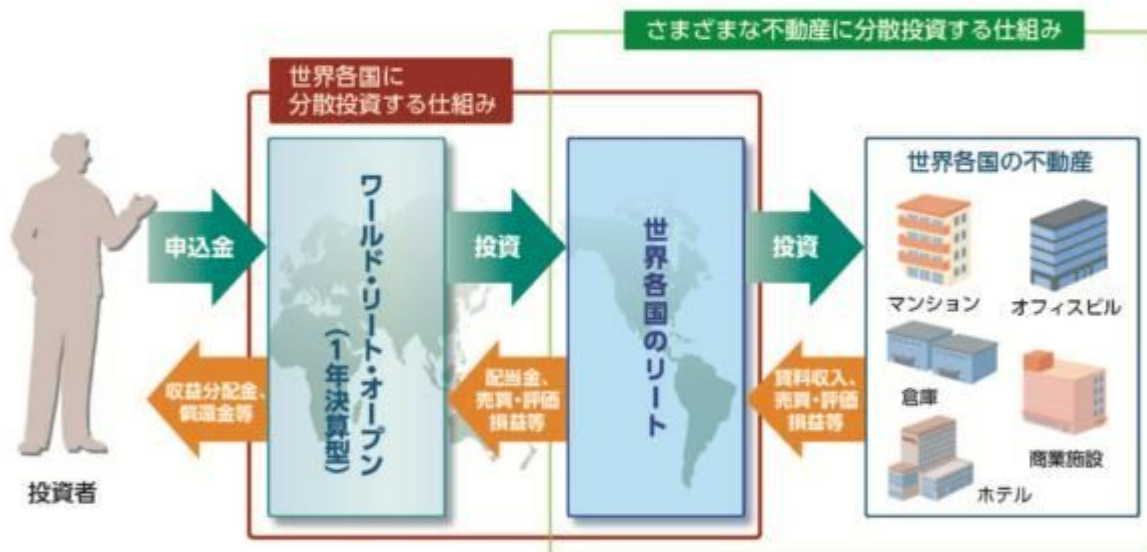 さまざまな不動産に分散投資する仕組み
世界各国に
分散投資する仕組み
投資者
申込金
収益分配金、
償還金等
ワールド・リート・オープン
(1年決算型)
投資
配当金、
売買・評価
損益等
世界各国のリート
投資
賃料収入、
売買・評価
損益等
世界各国の不動産
マンション
オフィスビル
倉庫
商業施設
ホテル